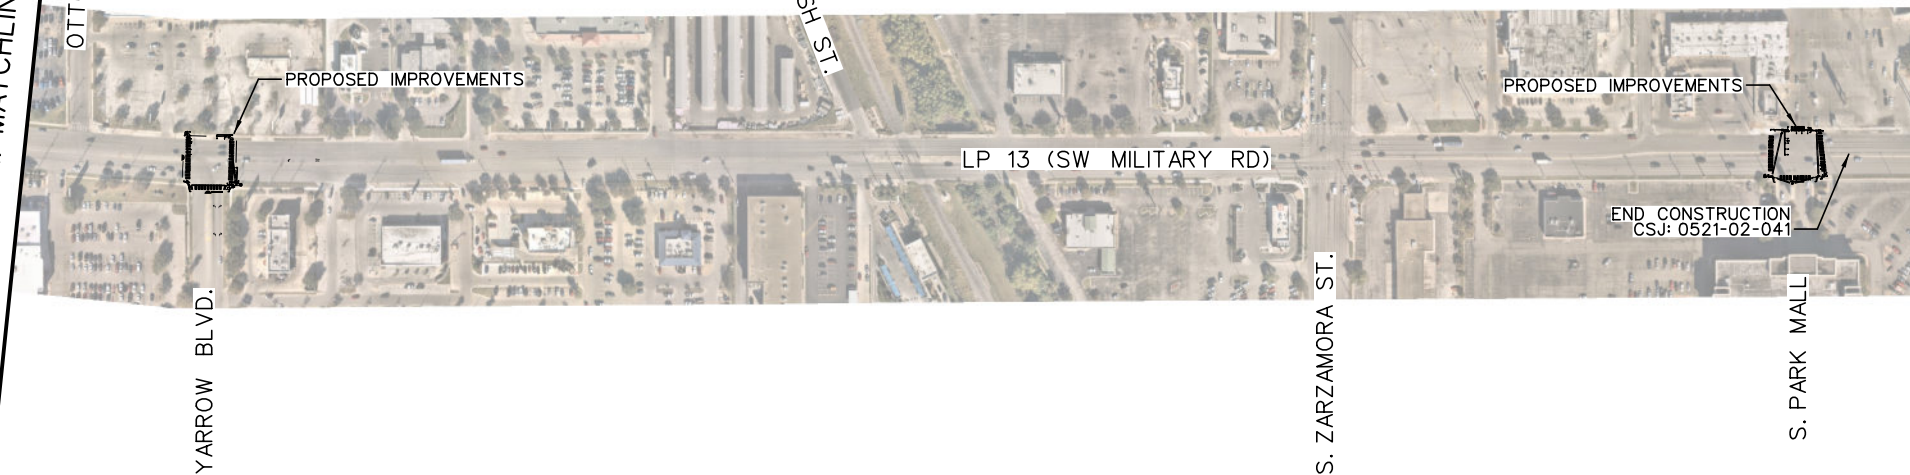 PROPOSED IMPROVEMENTS
PROPOSED IMPROVEMENTS
ST.
LP 13 (SW MILITARY RD)
END CONSTRUCTION
CSJ: 0521-02-041
YARROW BLVD.
S. ZARZAMORA ST.
S. PARK MALL